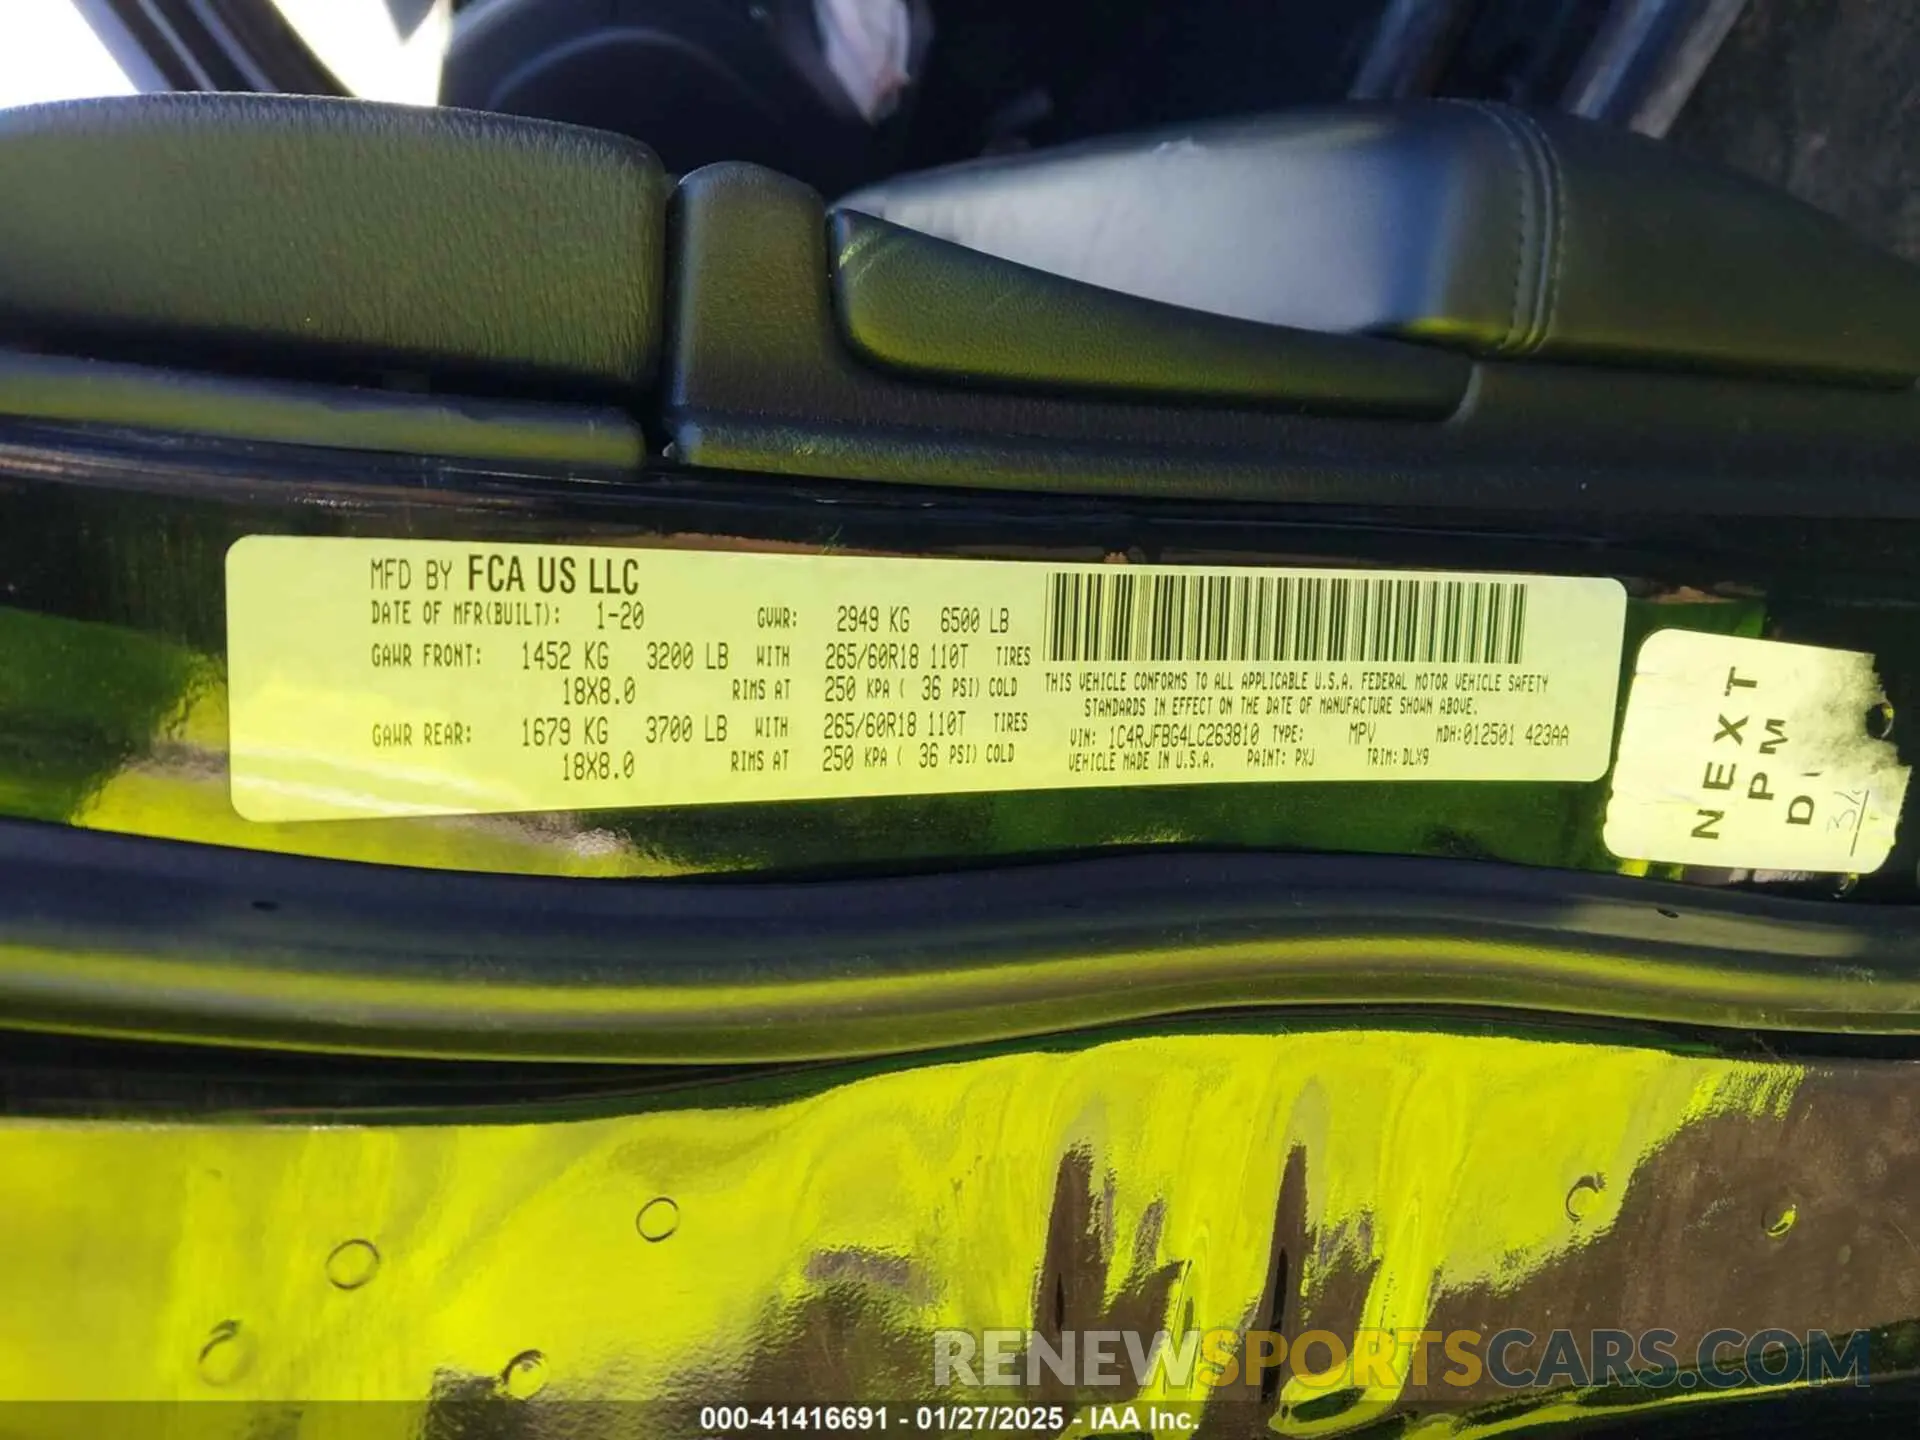 MFD BY FCA US LLC
DATE OF MFR(BUILT): 1-20 GVWR: 2949 KG 6500 LB
GAWR FRONT: 1452 KG 3200 LB WITH 265/60R18 110T TIRES
18X8.0 RIMS AT 250 KPA ( 36 PSI) COLD
GAWR REAR: 1679 KG 3700 LB WITH 265/60R18 110T TIRES
18X8.0 RIMS AT 250 KPA ( 36 PSI) COLD
THIS VEHICLE CONFORMS TO ALL APPLICABLE U.S.A. FEDERAL MOTOR VEHICLE SAFETY
STANDARDS IN EFFECT ON THE DATE OF MANUFACTURE SHOWN ABOVE.
VIN: 1C4RJFBG4LC263810 TYPE: MPV MDH:012501 423AA
VEHICLE MADE IN U.S.A. PAINT: PXJ TRIM: DLX9
NEXT
PM
RENEWSPORTSCARS.COM
000-41416691 - 01/27/2025 - IAA Inc.